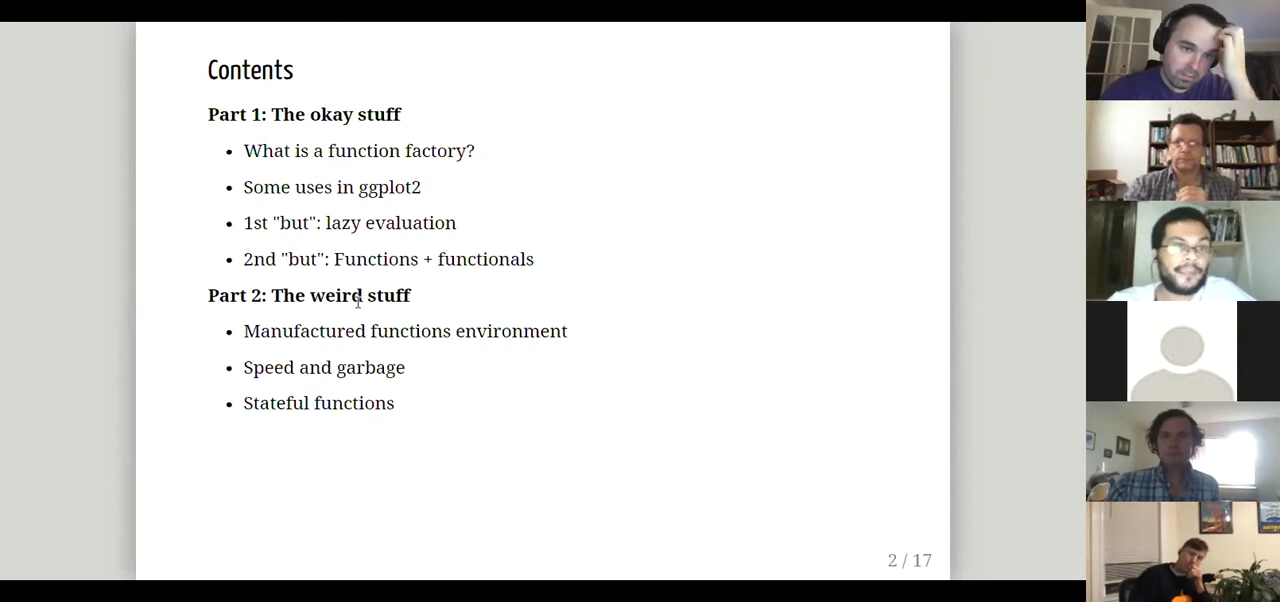 Contents
Part 1: The okay stuff
• What is a function factory?
• Some uses in ggplot2
• 1st "but": lazy evaluation
• 2nd "but": Functions + functionals
Part 2: The weird stuff
• Manufactured functions environment
• Speed and garbage
• Stateful functions
2 / 17